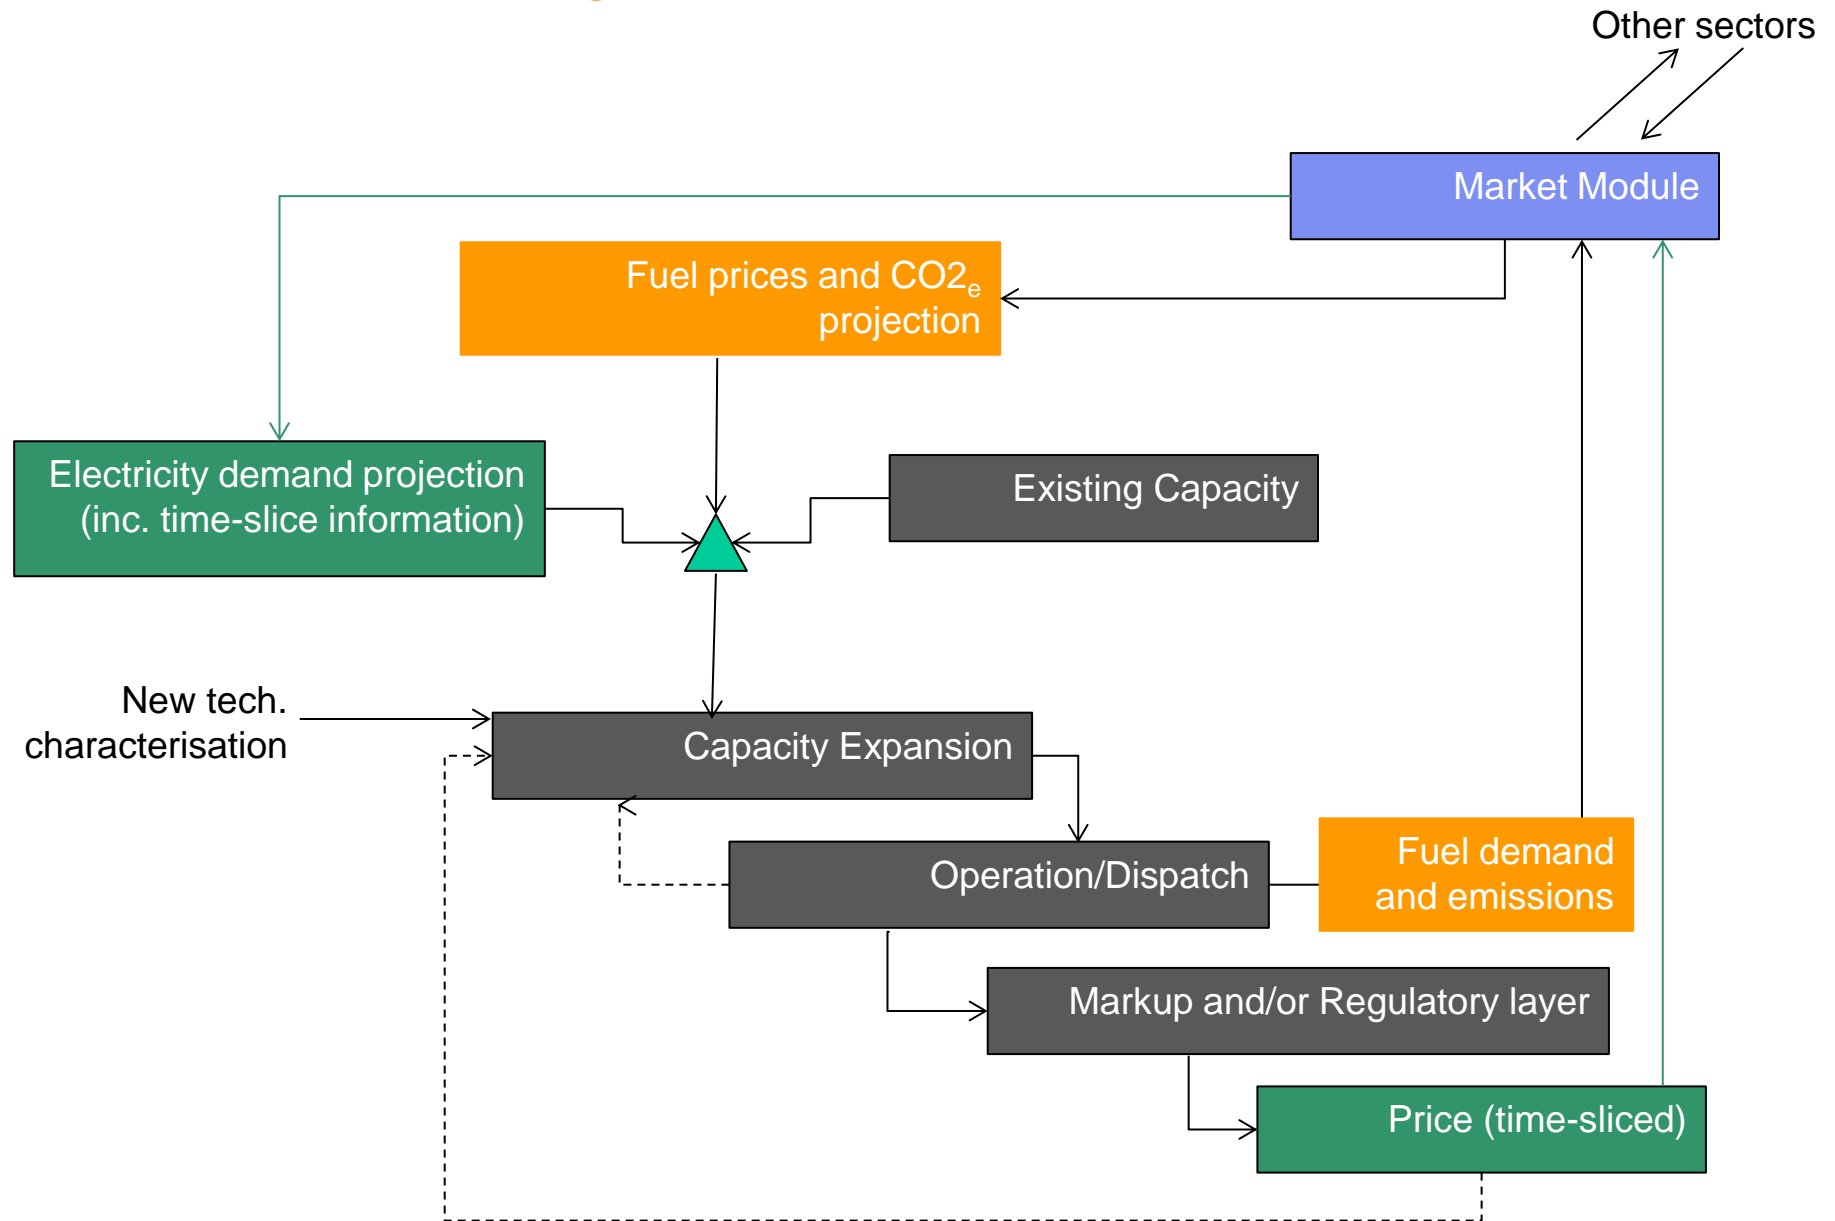 Other sectors
Market Module
Fuel prices and CO2e
projection
Electricity demand projection
(inc. time-slice information)
Existing Capacity
New tech.
characterisation
Capacity Expansion
Operation/Dispatch
Fuel demand
and emissions
Markup and/or Regulatory layer
Price (time-sliced)